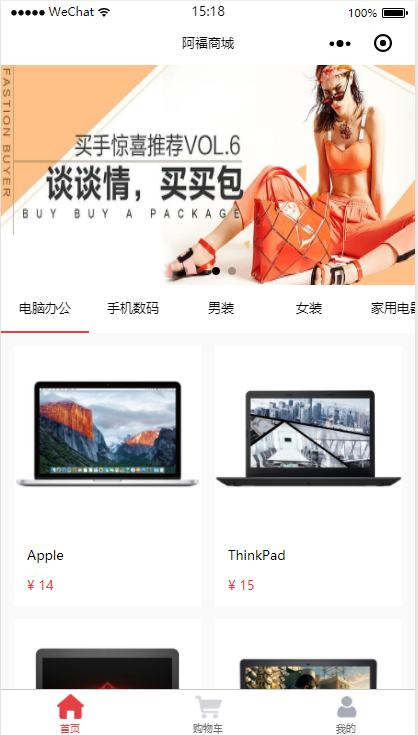 WeChat 15:18 100%
阿福商城
FASTION BUYER
买手惊喜推荐VOL.6
谈谈情，买买包
BUY BUY A PACKAGE
电脑办公 手机数码 男装 女装 家用电器
Apple ThinkPad
¥ 14 ¥ 15
首页 购物车 我的